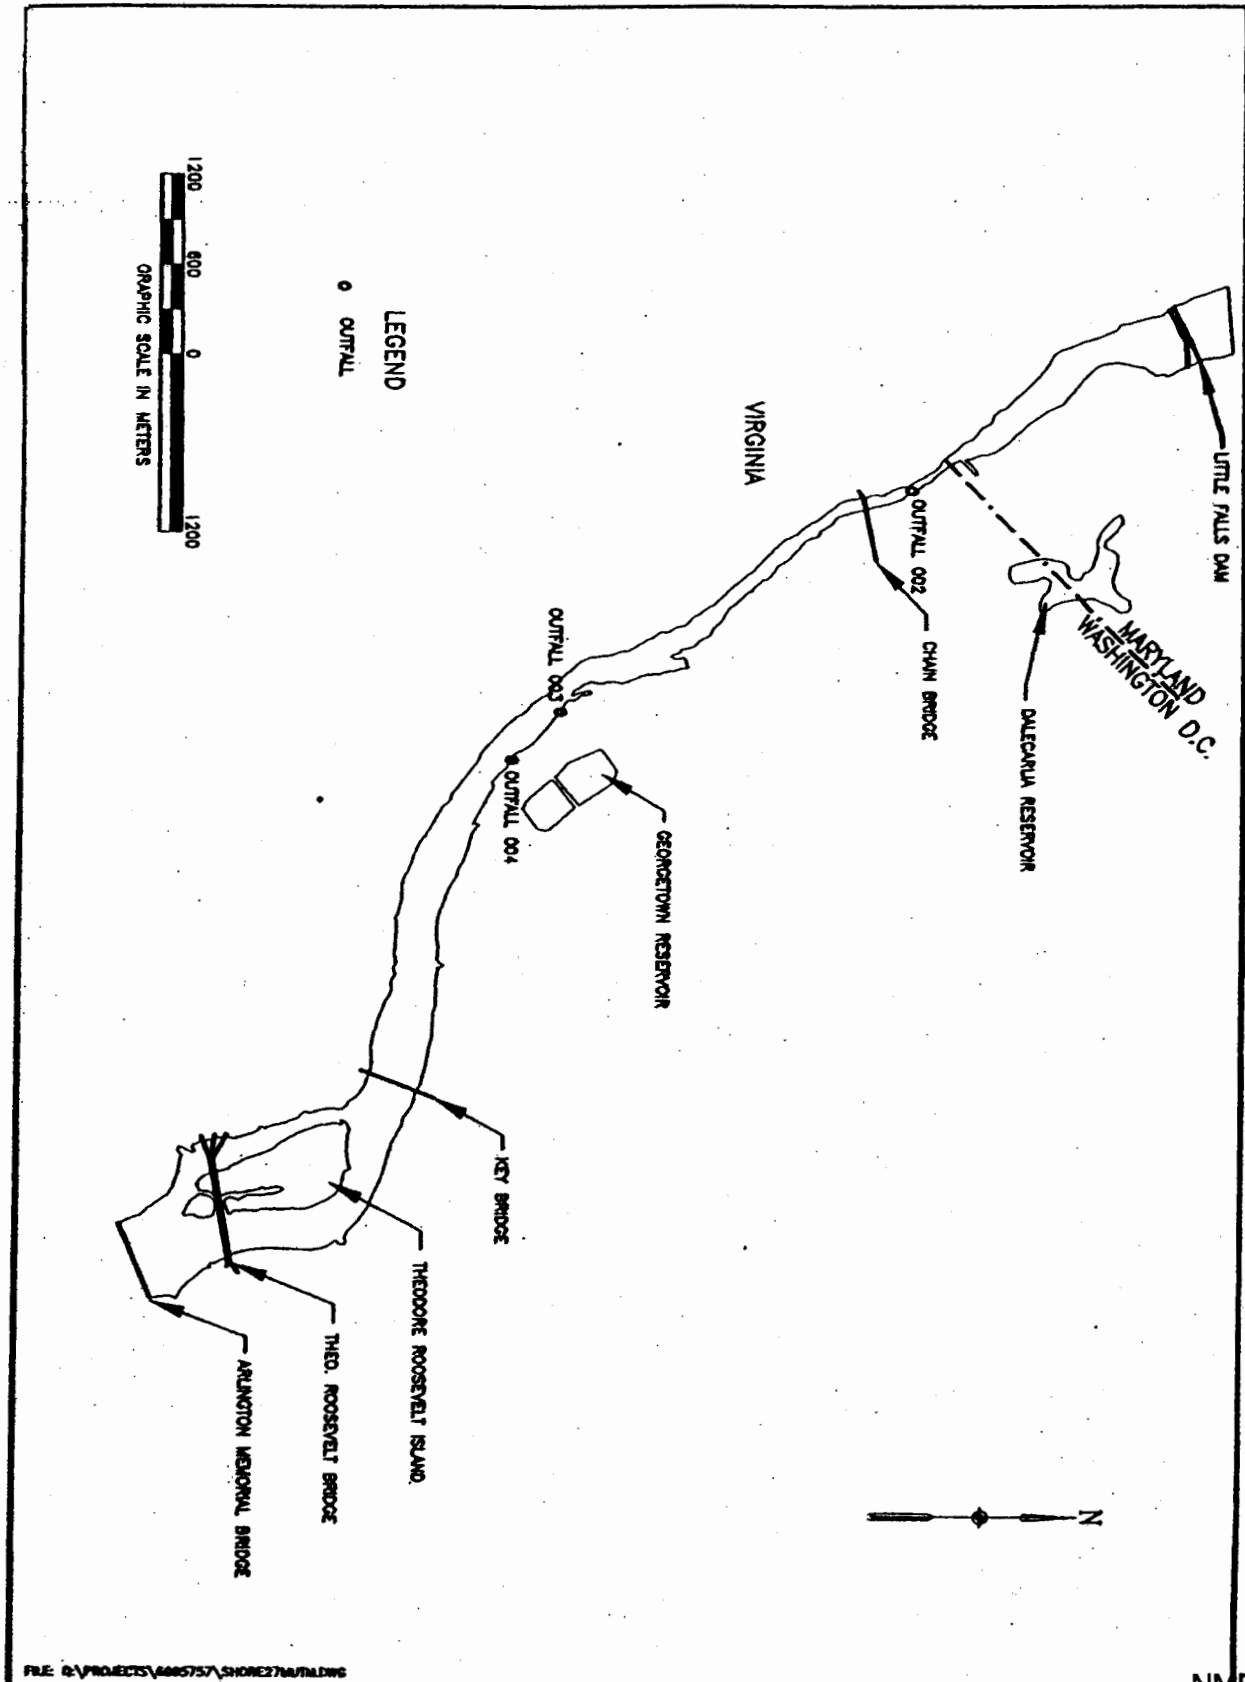 LITTLE FALLS DAM
MARYLAND
WASHINGTON D.C.
DALECARLIA RESERVOIR
OUTFALL 002
CHAIN BRIDGE
VIRGINIA
GEORGETOWN RESERVOIR
OUTFALL 003
OUTFALL 004
KEY BRIDGE
THEODORE ROOSEVELT ISLAND
THEO. ROOSEVELT BRIDGE
ARLINGTON MEMORIAL BRIDGE
N
LEGEND
OUTFALL
1200 600 0 1200
GRAPHIC SCALE IN METERS